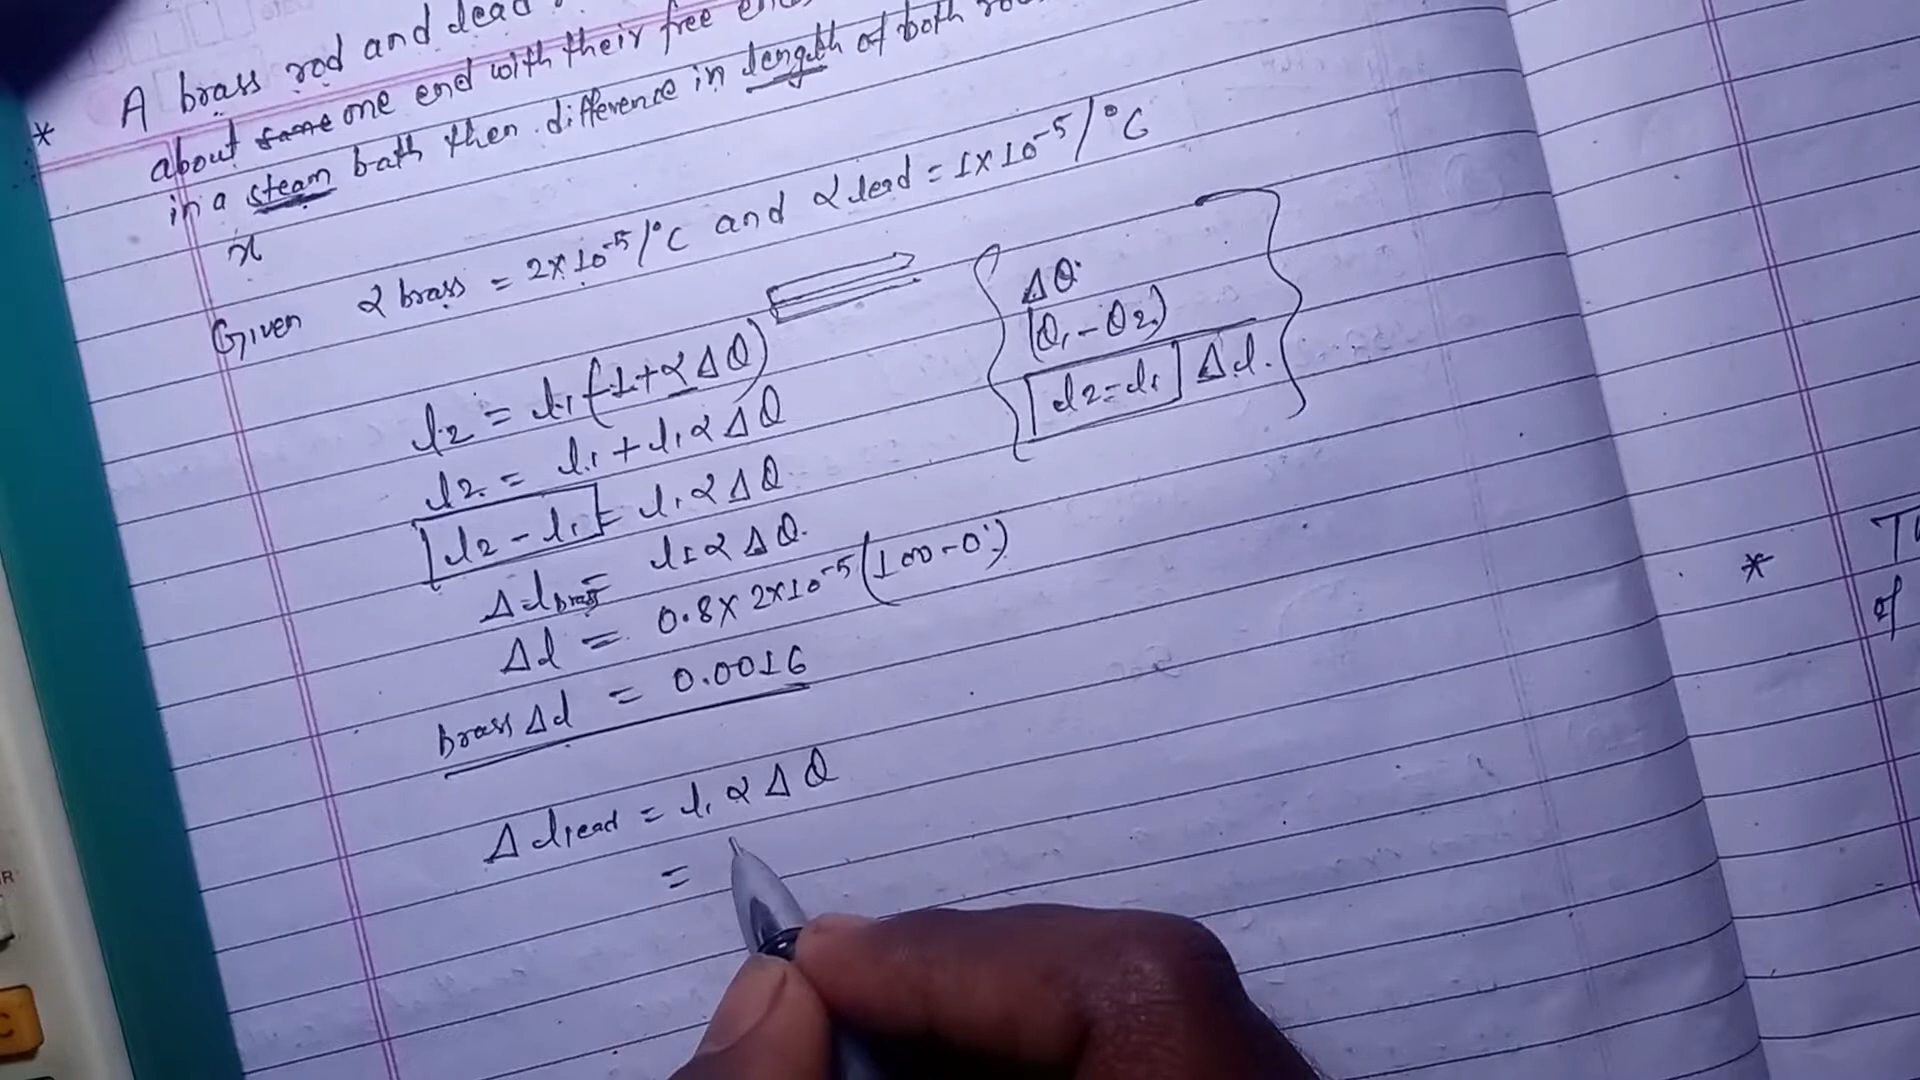 A brass rod and lead
* about same one end with their free
in a steam bath then difference in length of both
x
Given α brass = 2×10⁻⁵/°C and α lead = 1×10⁻⁵/°C
l2 = l1(1+αΔθ)
l2 = l1+l1αΔθ
l2-l1 = l1αΔθ
Δl brass = l1αΔθ
Δl = 0.8×2×10⁻⁵(100-0)
brass Δl = 0.0016
Δl lead = l1αΔθ
=
Δθ
(θ1-θ2)
l2-l1 Δl
*
of
C